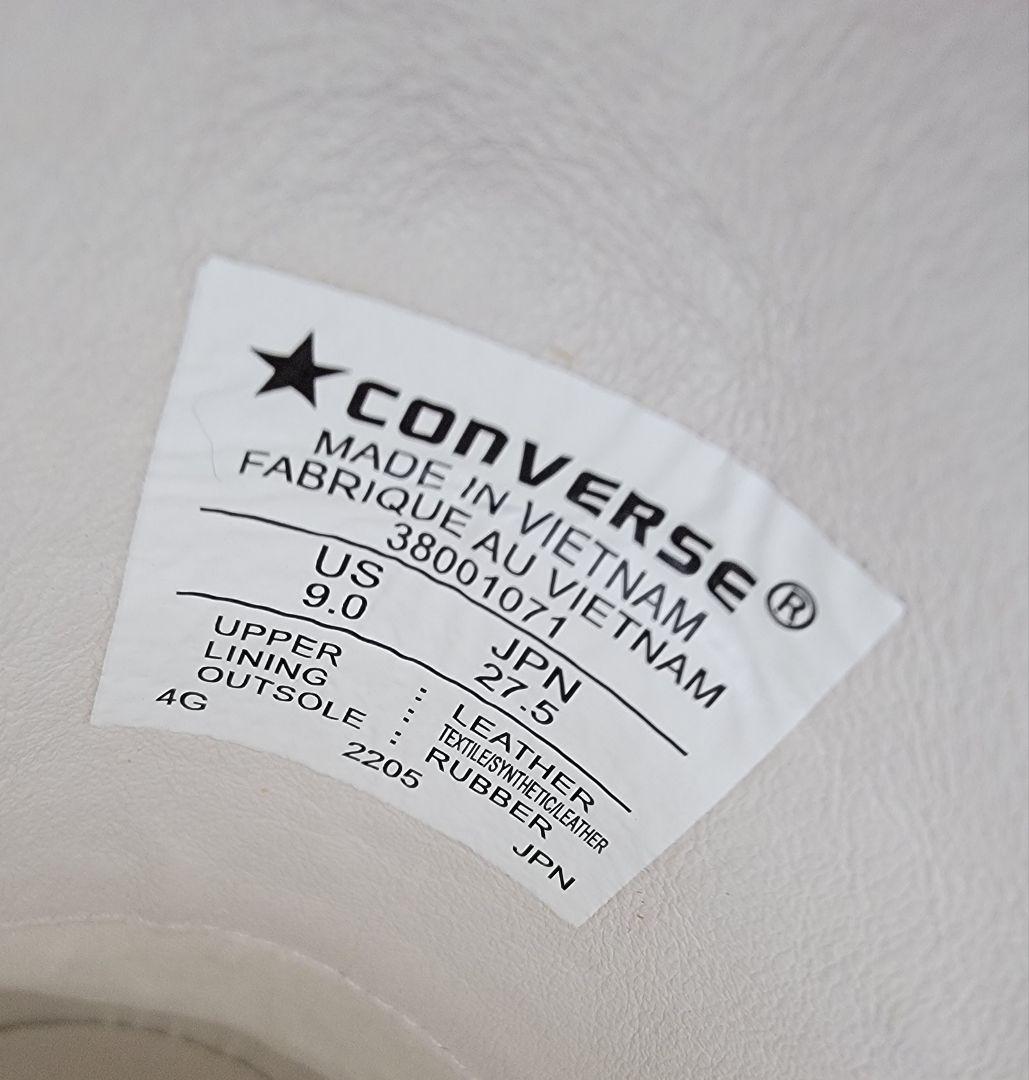 ★ CONVERSE®
MADE IN VIETNAM
FABRIQUE AU VIETNAM
38001071
US JPN
9.0 27.5
UPPER : LEATHER
LINING : TEXTILE/SYNTHETIC/LEATHER
OUTSOLE : RUBBER
4G 2205 JPN